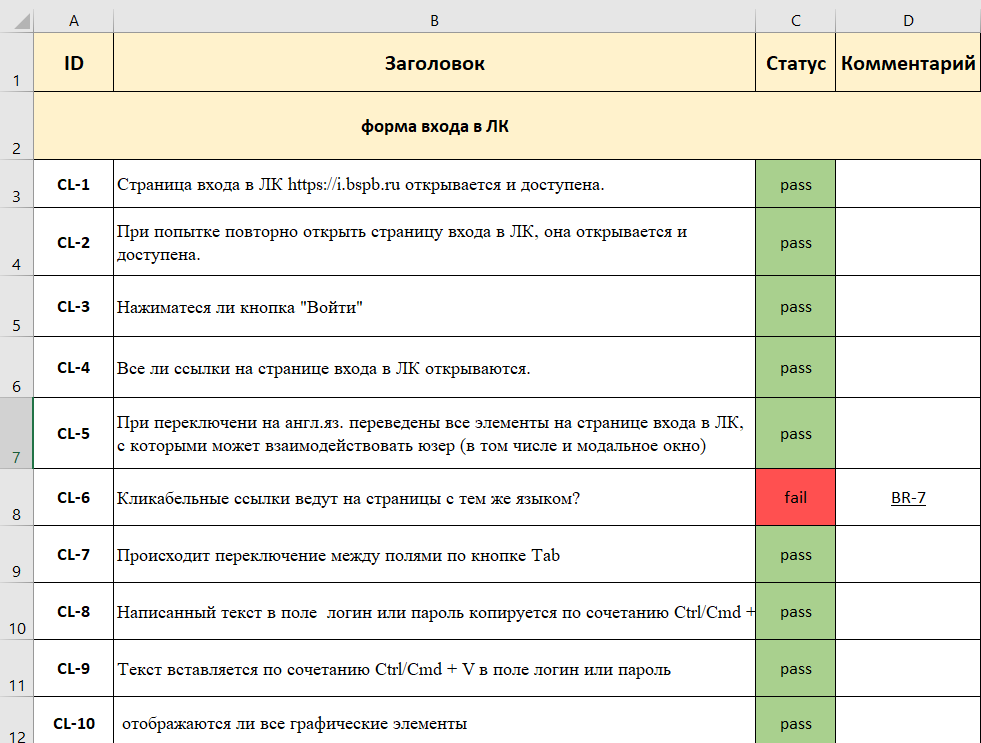 A B C D
1 ID Заголовок Статус Комментарий
2 форма входа в ЛК
3 CL-1 Страница входа в ЛК https://i.bspb.ru открывается и доступена. pass
4 CL-2 При попытке повторно открыть страницу входа в ЛК, она открывается и
доступена. pass
5 CL-3 Нажиматеся ли кнопка "Войти" pass
6 CL-4 Все ли ссылки на странице входа в ЛК открываются. pass
7 CL-5 При переключени на англ.яз. переведены все элементы на странице входа в ЛК,
с которыми может взаимодействовать юзер (в том числе и модальное окно) pass
8 CL-6 Кликабельные ссылки ведут на страницы с тем же языком? fail BR-7
9 CL-7 Происходит переключение между полями по кнопке Tab pass
10 CL-8 Написанный текст в поле  логин или пароль копируется по сочетанию Ctrl/Cmd + pass
11 CL-9 Текст вставляется по сочетанию Ctrl/Cmd + V в поле логин или пароль pass
12 CL-10 отображаются ли все графические элементы pass